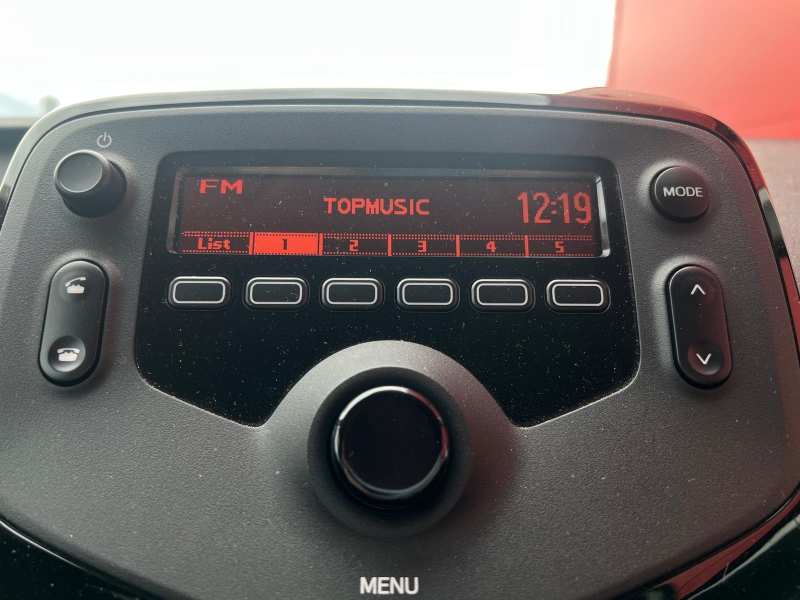 FM
TOPMUSIC
12:19
List 1 2 3 4 5
MODE
MENU